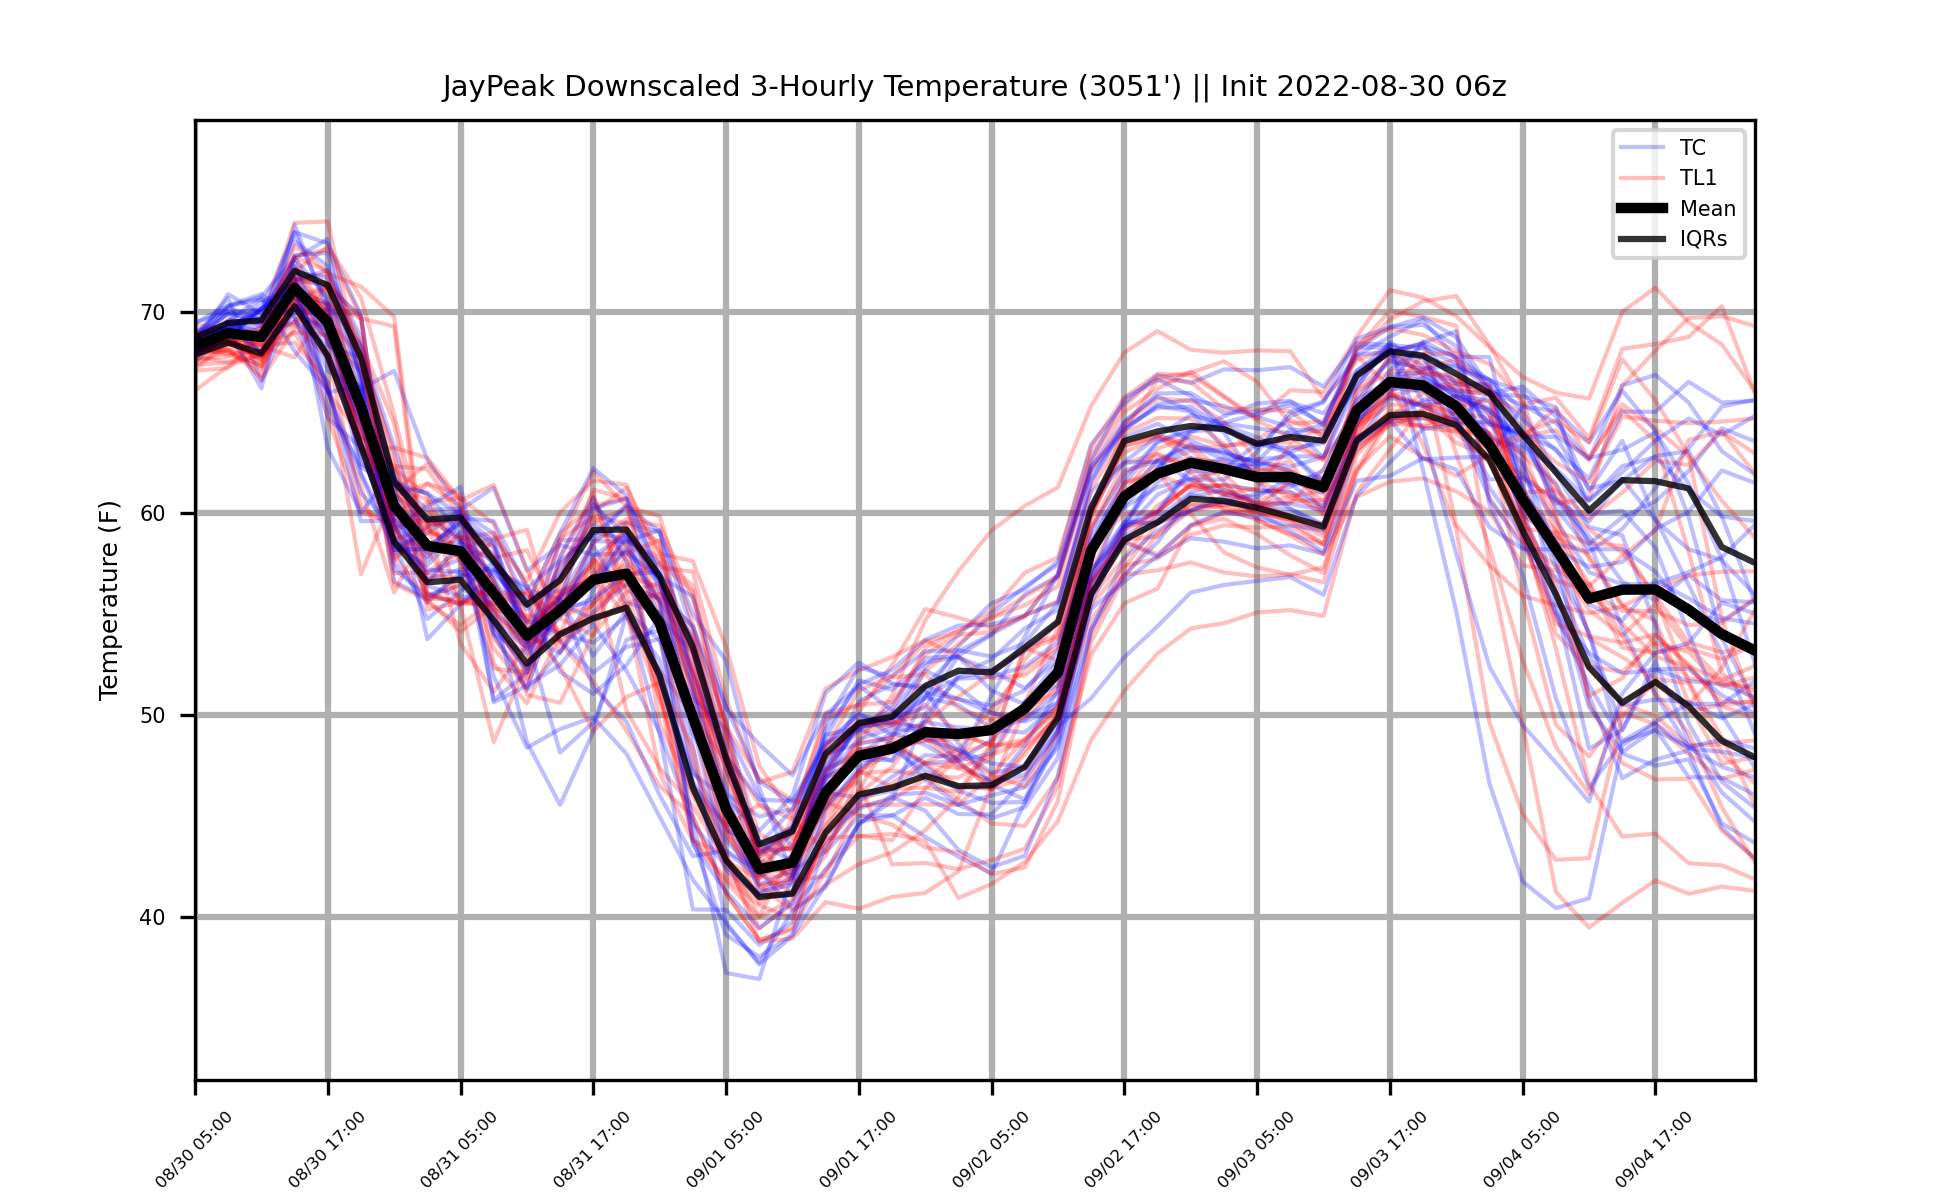 JayPeak Downscaled 3-Hourly Temperature (3051') || Init 2022-08-30 06z
TC
TL1
Mean
IQRs
Temperature (F)
70
60
50
40
08/30 05:00
08/30 17:00
08/31 05:00
08/31 17:00
09/01 05:00
09/01 17:00
09/02 05:00
09/02 17:00
09/03 05:00
09/03 17:00
09/04 05:00
09/04 17:00